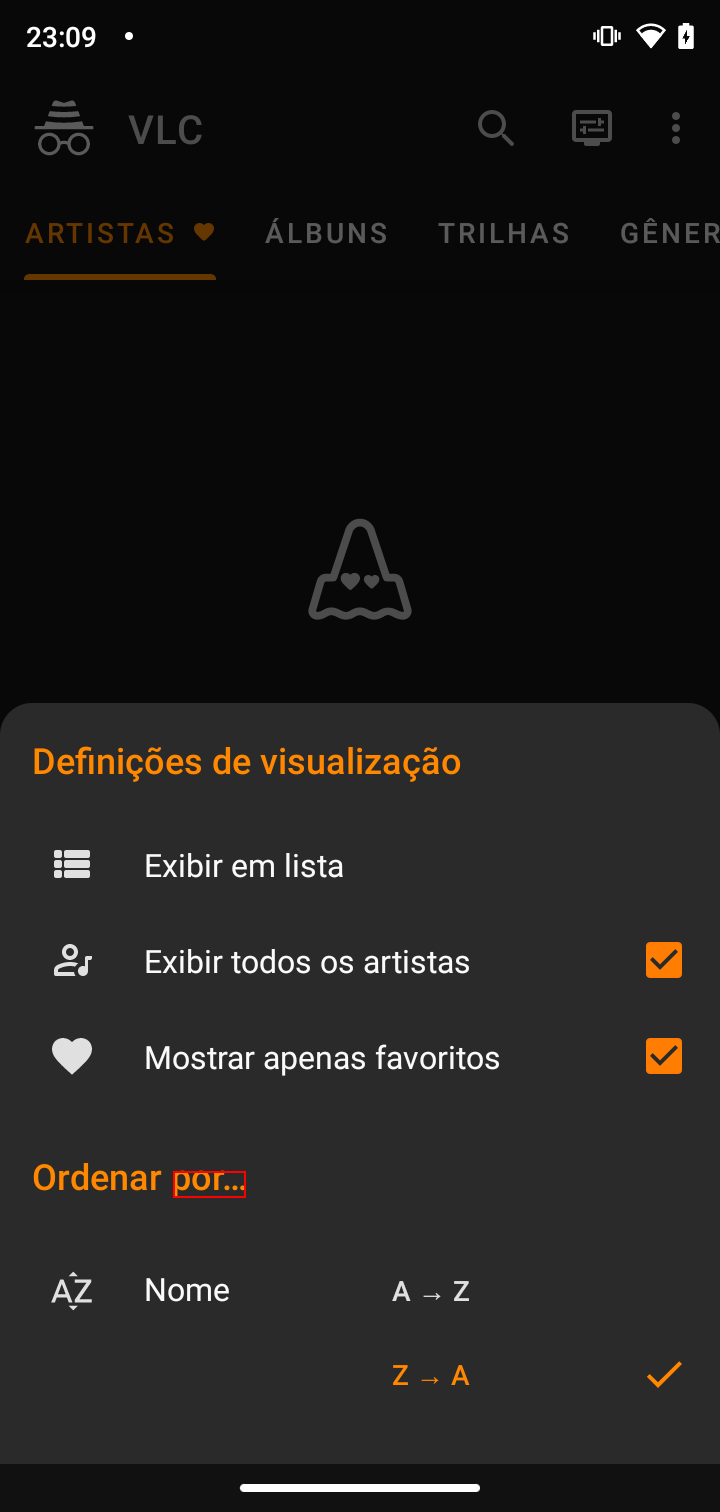 23:09
VLC
ARTISTAS ÁLBUNS TRILHAS GÊNER
Definições de visualização
Exibir em lista
Exibir todos os artistas
Mostrar apenas favoritos
Ordenar por...
AZ Nome A → Z
Z → A